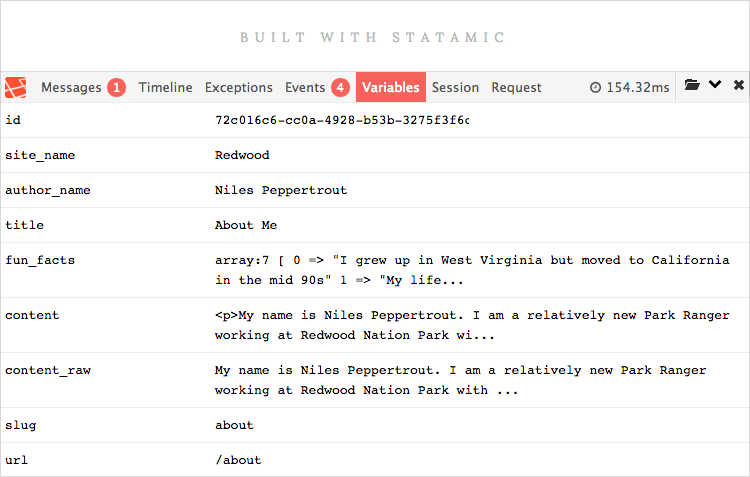 BUILT WITH STATAMIC
Messages 1 Timeline Exceptions Events 4 Variables Session Request 154.32ms
id 72c016c6-cc0a-4928-b53b-3275f3f6c
site_name Redwood
author_name Niles Peppertrout
title About Me
fun_facts array:7 [ 0 => "I grew up in West Virginia but moved to California
in the mid 90s" 1 => "My life...
content <p>My name is Niles Peppertrout. I am a relatively new Park Ranger
working at Redwood Nation Park wi...
content_raw My name is Niles Peppertrout. I am a relatively new Park Ranger
working at Redwood Nation Park with ...
slug about
url /about